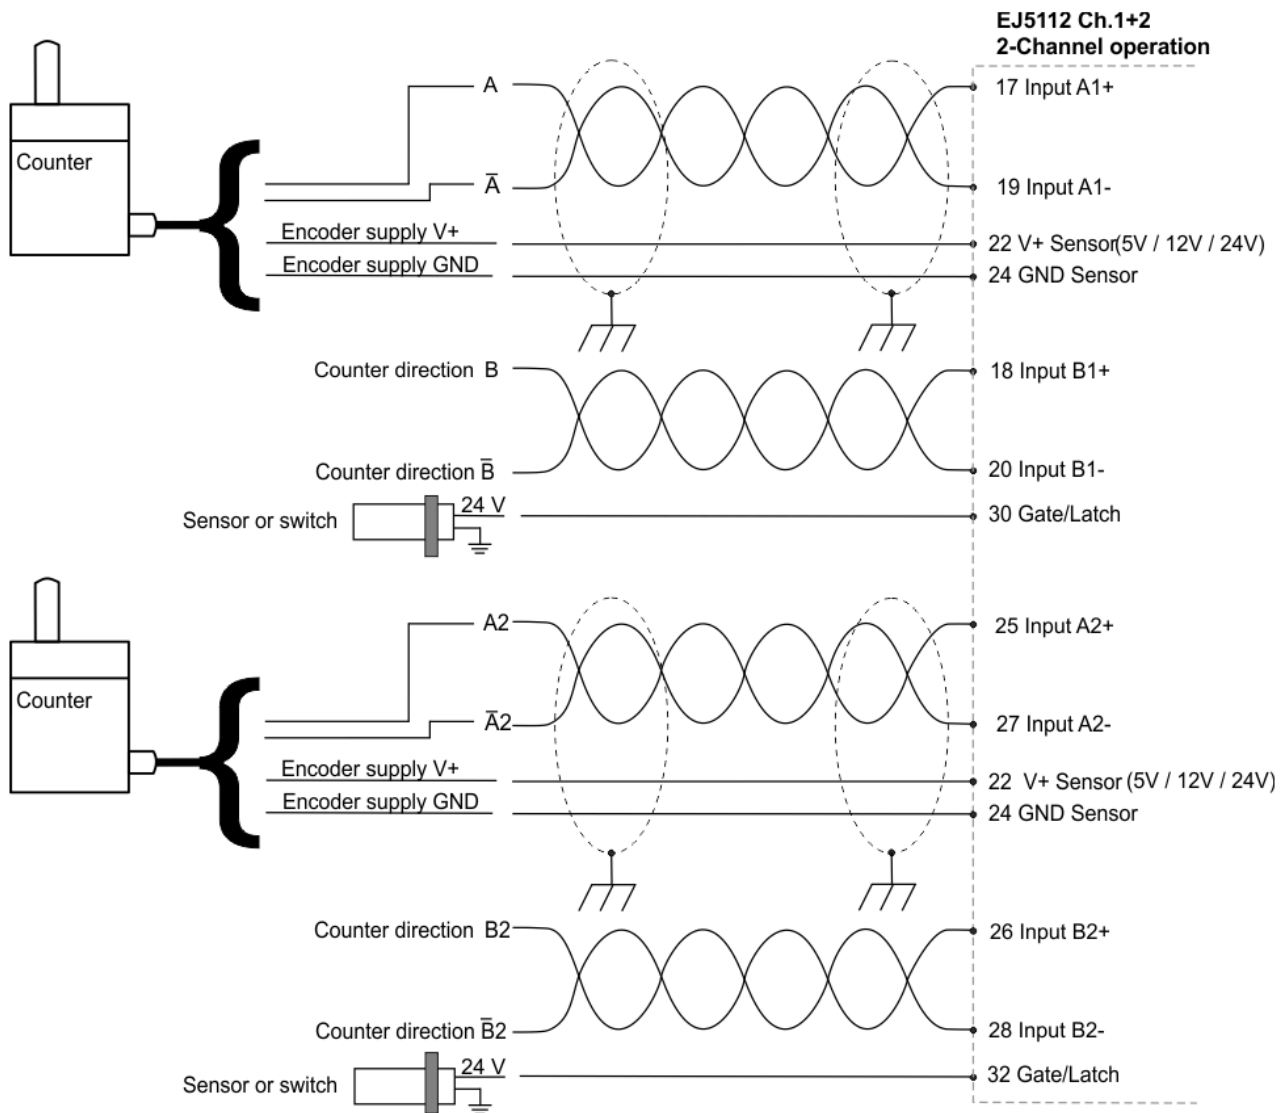 EJ5112 Ch.1+2
2-Channel operation
A
17 Input A1+
Counter
A̅
19 Input A1-
Encoder supply V+
22 V+ Sensor(5V / 12V / 24V)
Encoder supply GND
24 GND Sensor
Counter direction B
18 Input B1+
Counter direction B̅
20 Input B1-
Sensor or switch
24 V
30 Gate/Latch
A2
25 Input A2+
Counter
A̅2
27 Input A2-
Encoder supply V+
22 V+ Sensor (5V / 12V / 24V)
Encoder supply GND
24 GND Sensor
Counter direction B2
26 Input B2+
Counter direction B̅2
28 Input B2-
Sensor or switch
24 V
32 Gate/Latch